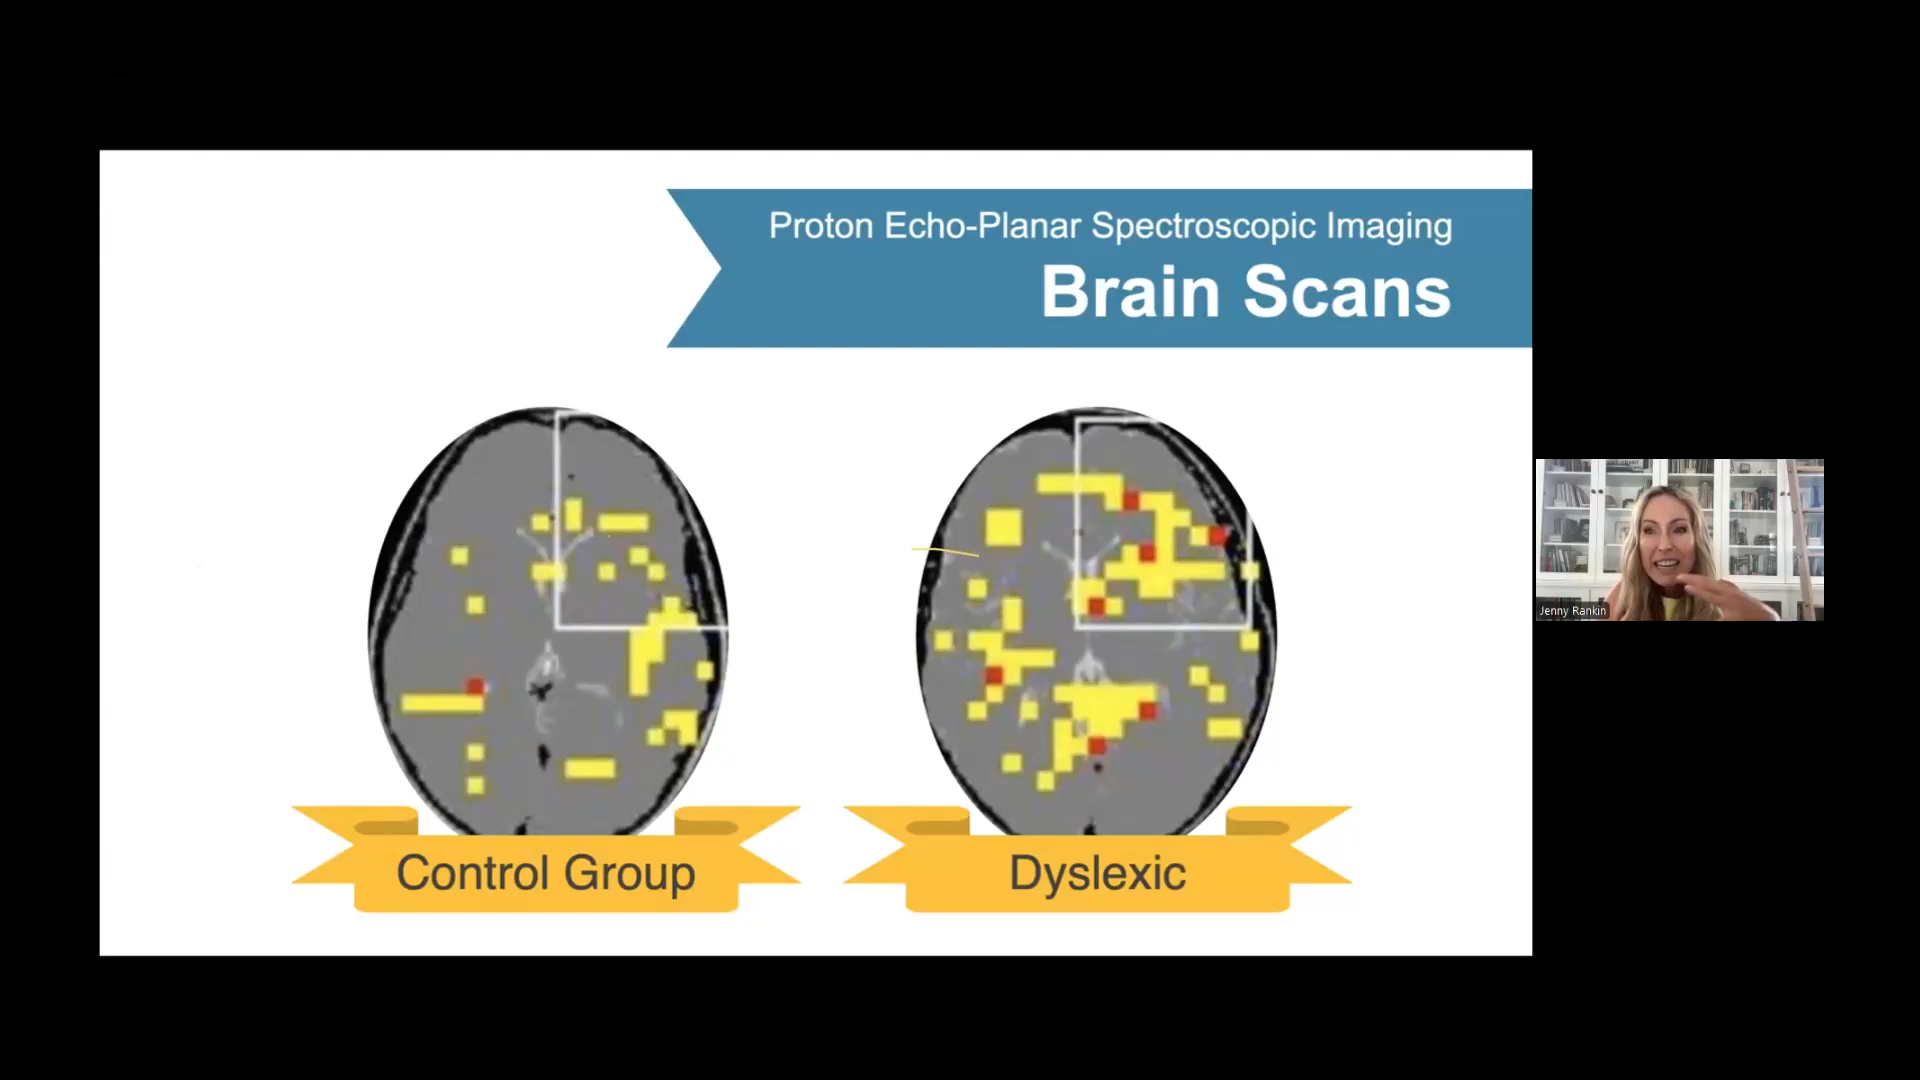 Proton Echo-Planar Spectroscopic Imaging
Brain Scans
Jenny Rankin
Control Group
Dyslexic